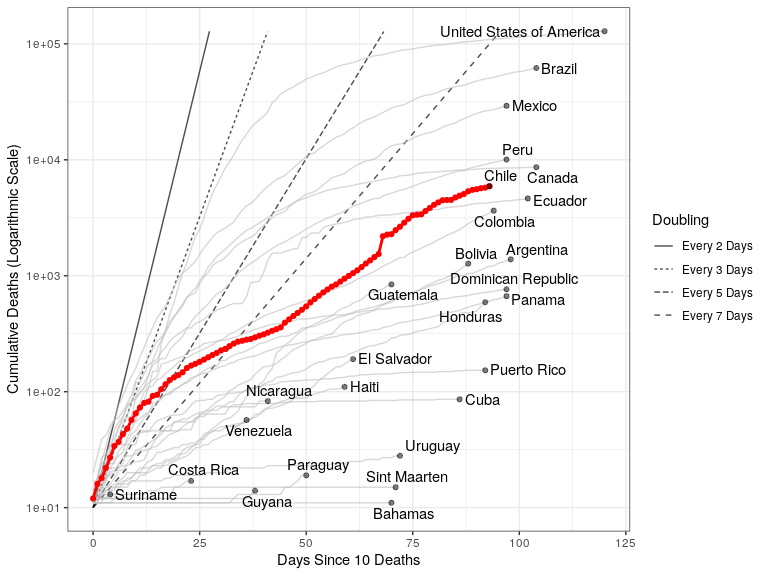 United States of America
1e+05
Brazil
Mexico
1e+04
Peru
Chile
Canada
Ecuador
Colombia
Bolivia
Argentina
1e+03
Dominican Republic
Guatemala
Panama
Honduras
El Salvador
Puerto Rico
1e+02
Nicaragua
Haiti
Cuba
Venezuela
Uruguay
Costa Rica
Paraguay
Sint Maarten
Suriname
Guyana
1e+01
Bahamas
0
25
50
75
100
125
Days Since 10 Deaths
Cumulative Deaths (Logarithmic Scale)
Doubling
Every 2 Days
Every 3 Days
Every 5 Days
Every 7 Days